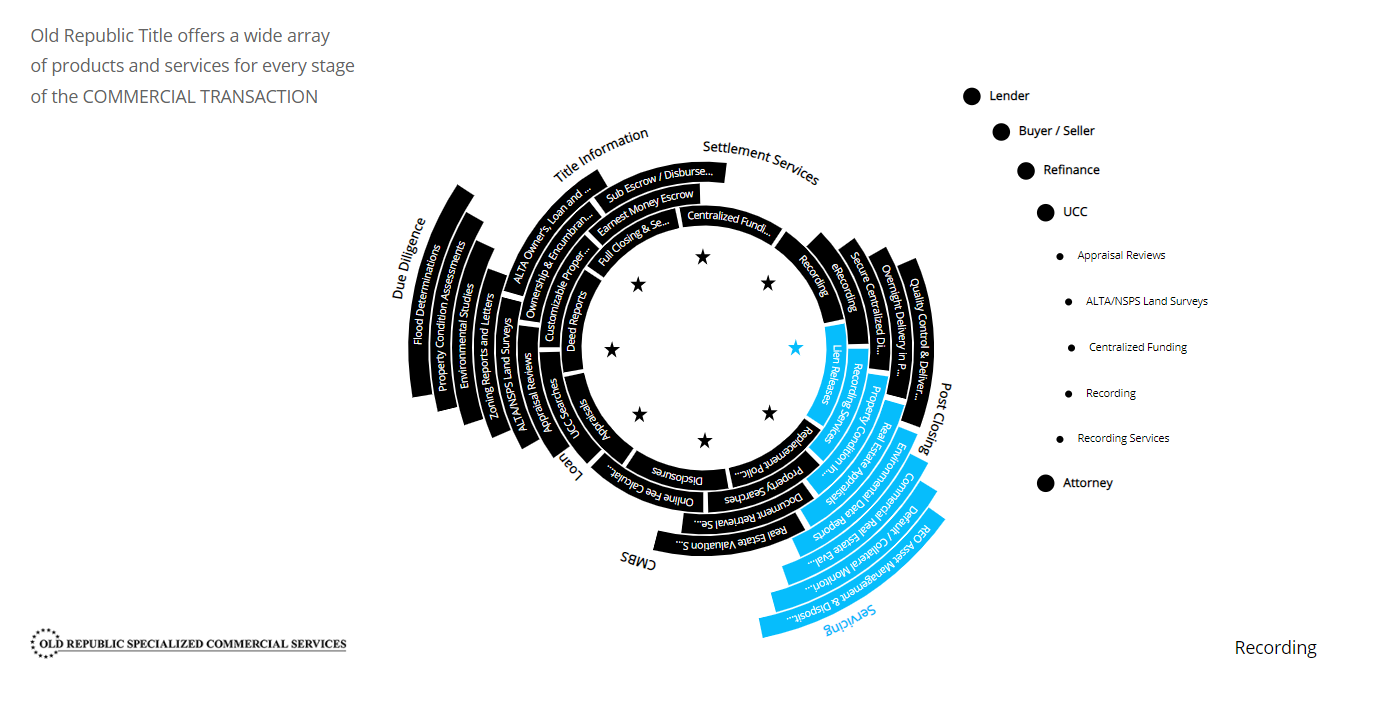 Old Republic Title offers a wide array
of products and services for every stage
of the COMMERCIAL TRANSACTION
Due Diligence
Flood Determinations
Property Condition Assessments
Environmental Studies
Zoning Reports and Letters
ALTA/NSPS Land Surveys
Appraisal Reviews
UCC Searches
Appraisals
Title Information
ALTA Owner's, Loan and ...
Ownership & Encumbran...
Customizable Proper...
Deed Reports
Settlement Services
Sub Escrow / Disburse...
Earnest Money Escrow
Full Closing & Se...
Centralized Fundi...
Recording
eRecording
Secure Centralized Di...
Overnight Delivery in P...
Quality Control & Deliver...
Post Closing
Lien Releases
Recording Services
Property Condition In...
Real Estate Appraisals
Environmental Data Reports
Commercial Real Estate Eval...
Default / Collateral Monitori...
REO Asset Management & Disposit...
Servicing
Replacement Polic...
Property Searches
Document Retrieval Se...
Real Estate Valuation S...
CMBS
Disclosures
Online Fee Calculat...
Loan
Lender
Buyer / Seller
Refinance
UCC
Appraisal Reviews
ALTA/NSPS Land Surveys
Centralized Funding
Recording
Recording Services
Attorney
OLD REPUBLIC SPECIALIZED COMMERCIAL SERVICES
Recording